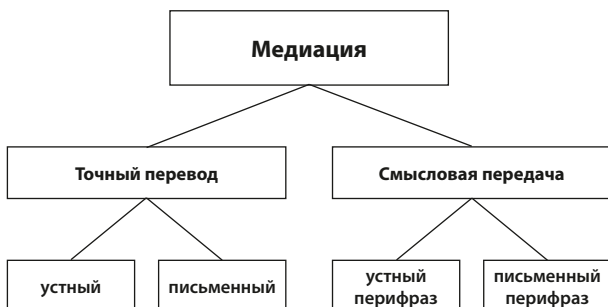 Медиация
Точный перевод
Смысловая передача
устный
письменный
устный
перифраз
письменный
перифраз